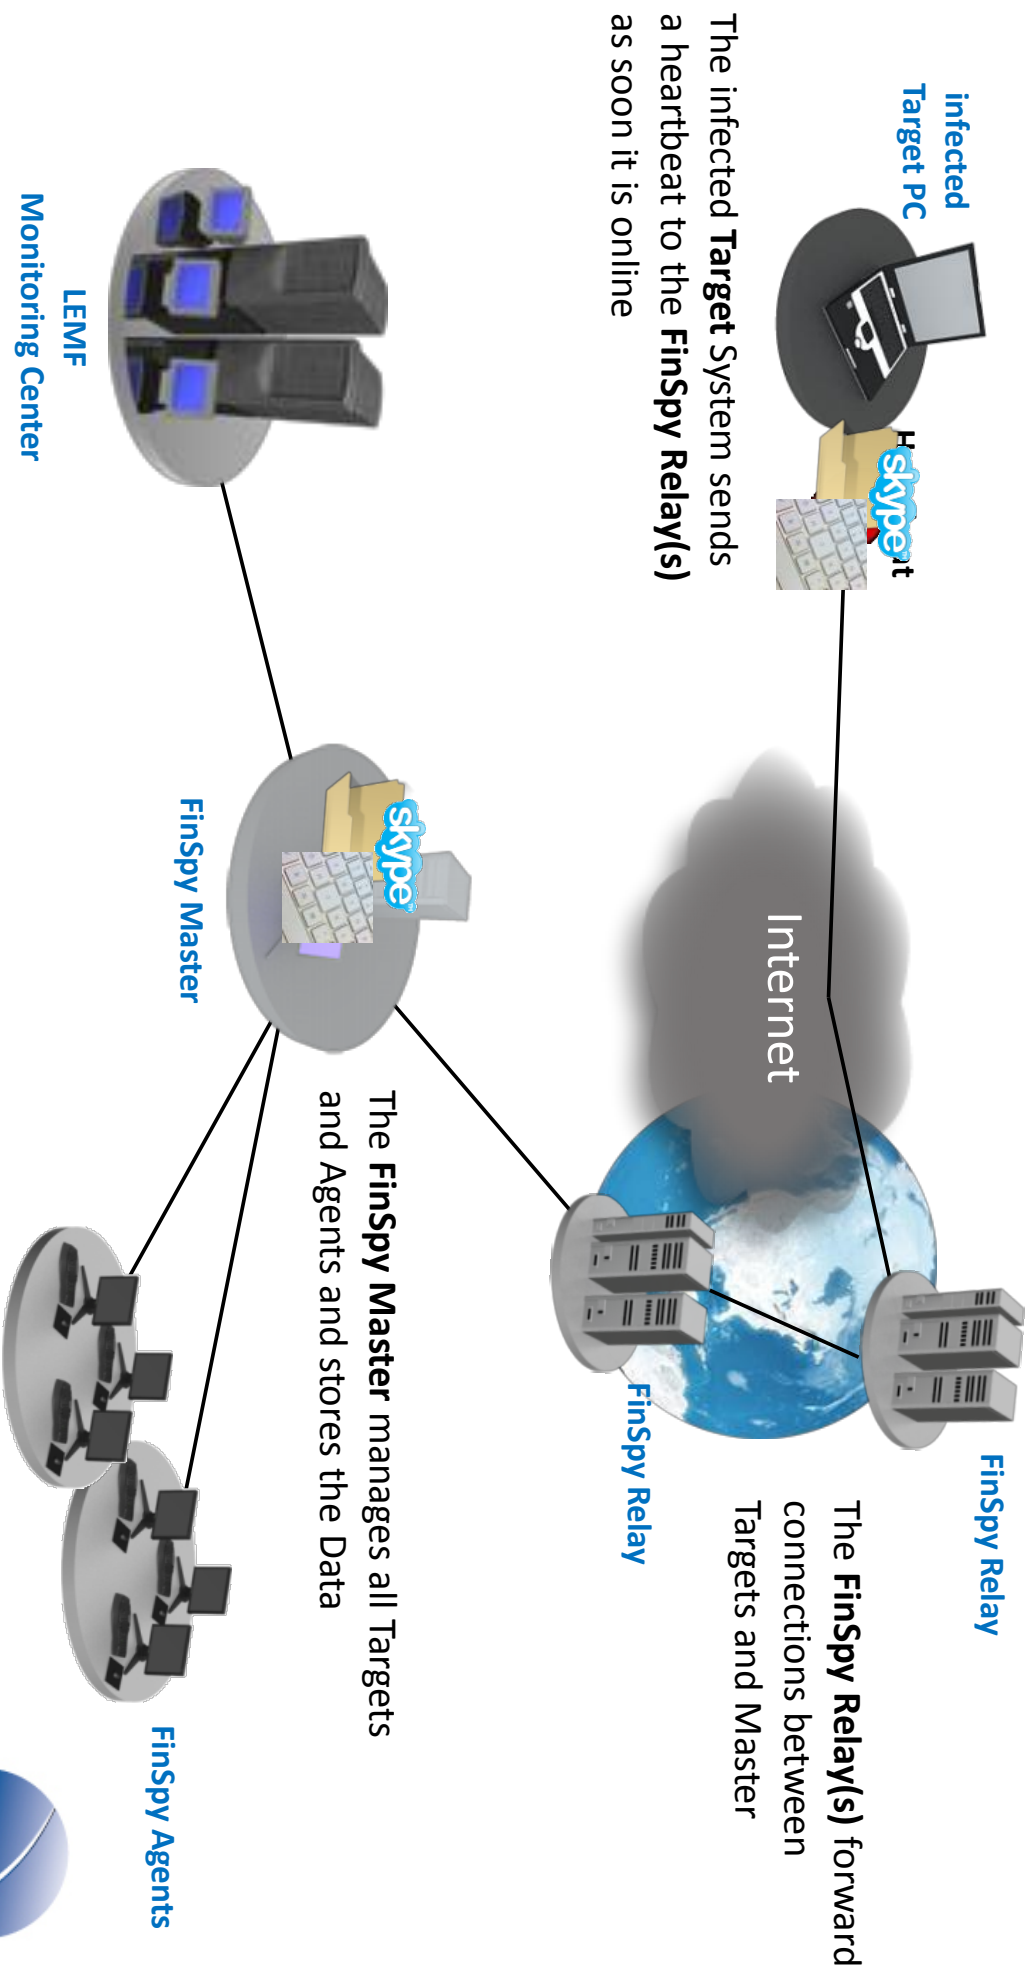 infected
Target PC
skype
The infected Target System sends
a heartbeat to the FinSpy Relay(s)
as soon it is online
Internet
FinSpy Relay
The FinSpy Relay(s) forward
connections between
Targets and Master
FinSpy Relay
skype
FinSpy Master
The FinSpy Master manages all Targets
and Agents and stores the Data
LEMF
Monitoring Center
FinSpy Agents